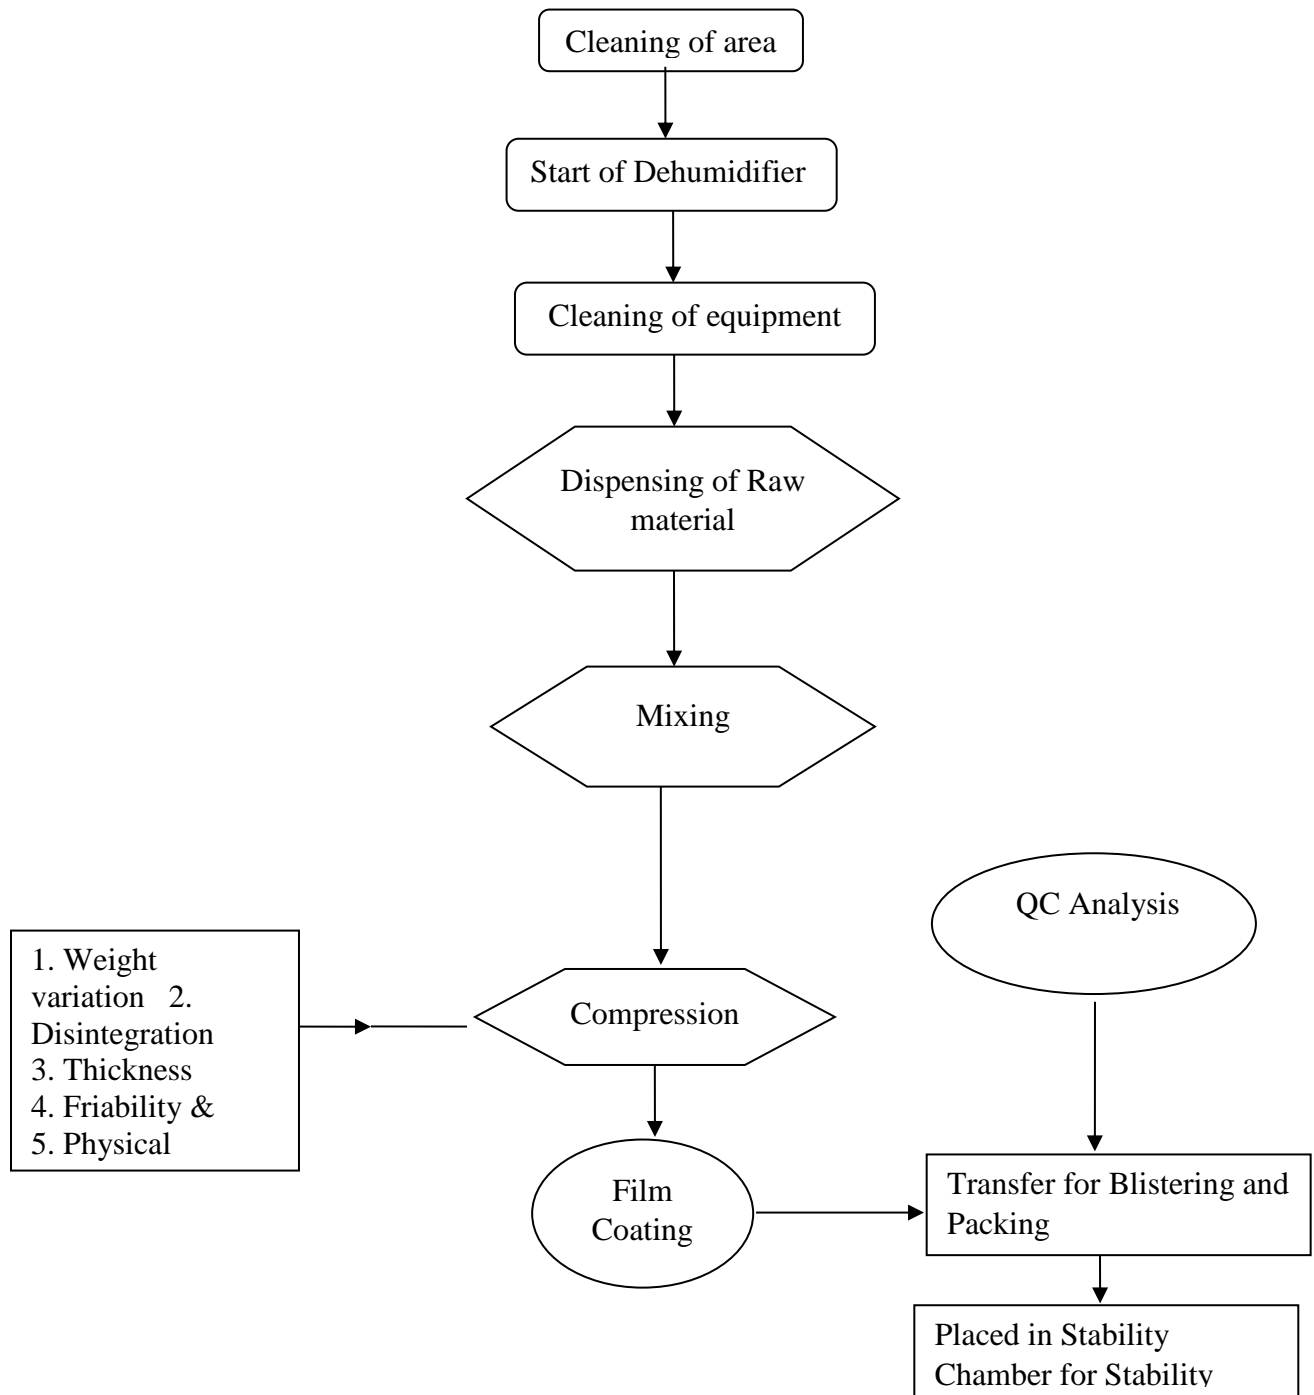 Cleaning of area
Start of Dehumidifier
Cleaning of equipment
Dispensing of Raw
material
Mixing
QC Analysis
1. Weight
variation 2.
Disintegration
3. Thickness
4. Friability &
5. Physical
Compression
Film
Coating
Transfer for Blistering and
Packing
Placed in Stability
Chamber for Stability